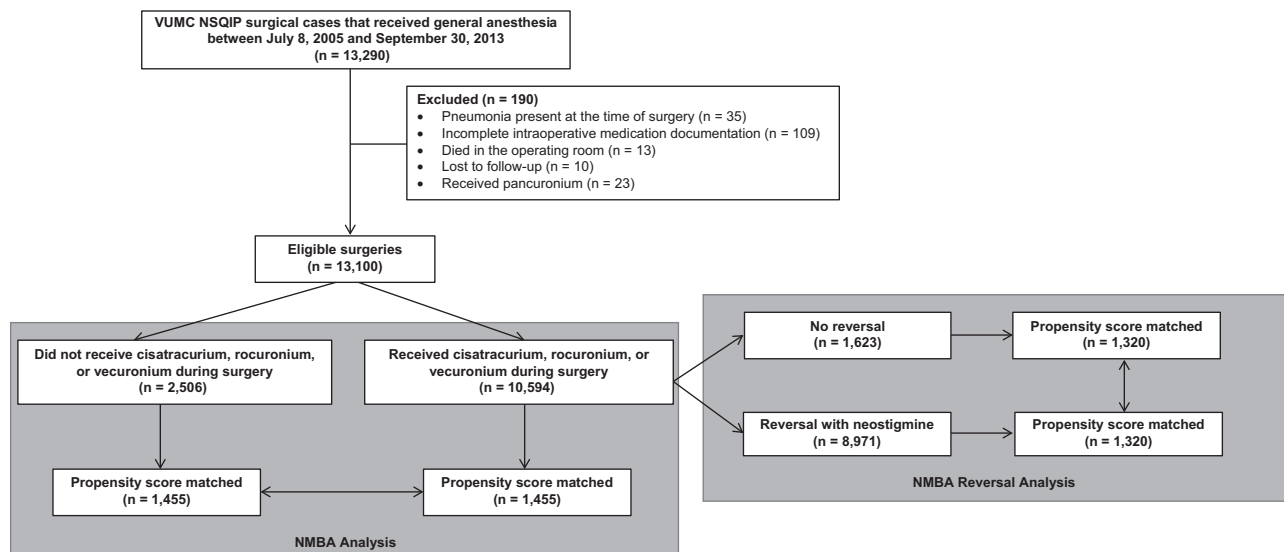 VUMC NSQIP surgical cases that received general anesthesia
between July 8, 2005 and September 30, 2013
(n = 13,290)
Excluded (n = 190)
• Pneumonia present at the time of surgery (n = 35)
• Incomplete intraoperative medication documentation (n = 109)
• Died in the operating room (n = 13)
• Lost to follow-up (n = 10)
• Received pancuronium (n = 23)
Eligible surgeries
(n = 13,100)
Did not receive cisatracurium, rocuronium,
or vecuronium during surgery
(n = 2,506)
Received cisatracurium, rocuronium, or
vecuronium during surgery
(n = 10,594)
Propensity score matched
(n = 1,455)
Propensity score matched
(n = 1,455)
NMBA Analysis
No reversal
(n = 1,623)
Propensity score matched
(n = 1,320)
Reversal with neostigmine
(n = 8,971)
Propensity score matched
(n = 1,320)
NMBA Reversal Analysis